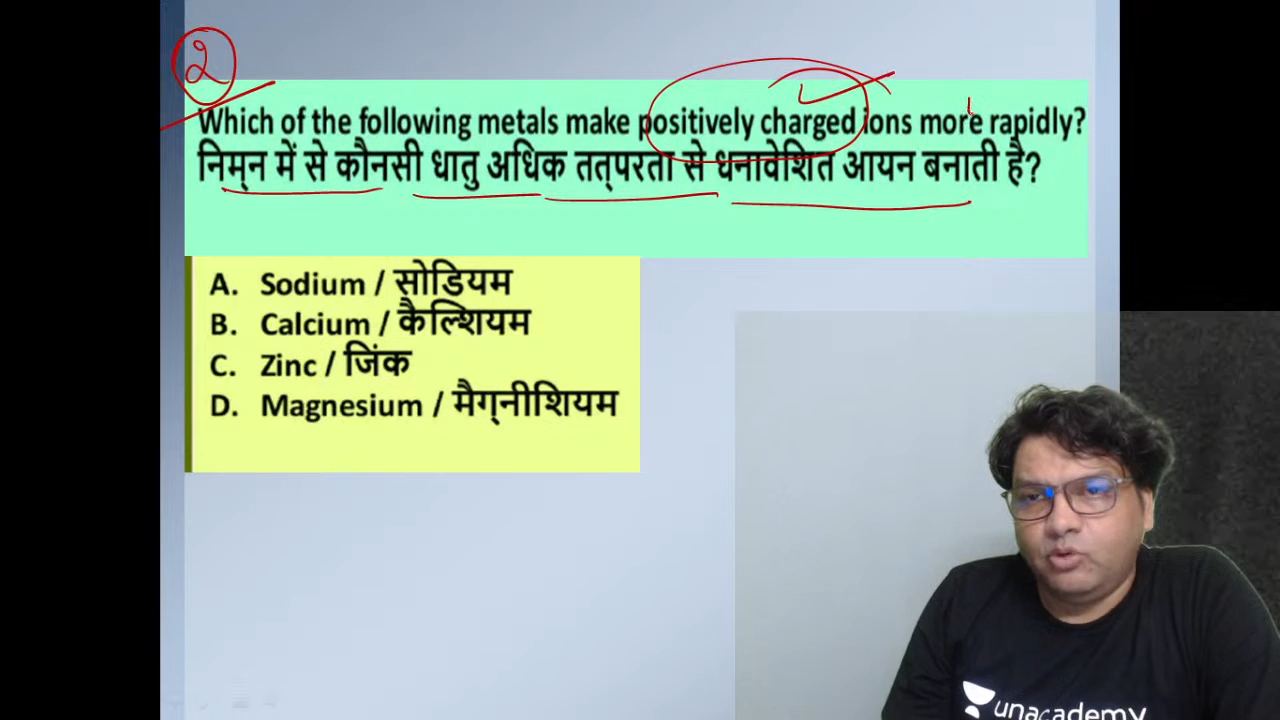 2
Which of the following metals make positively charged ions more rapidly?
निम्न में से कौनसी धातु अधिक तत्परता से धनावेशित आयन बनाती है?
A. Sodium / सोडियम
B. Calcium / कैल्शियम
C. Zinc / जिंक
D. Magnesium / मैग्नीशियम
unacademy